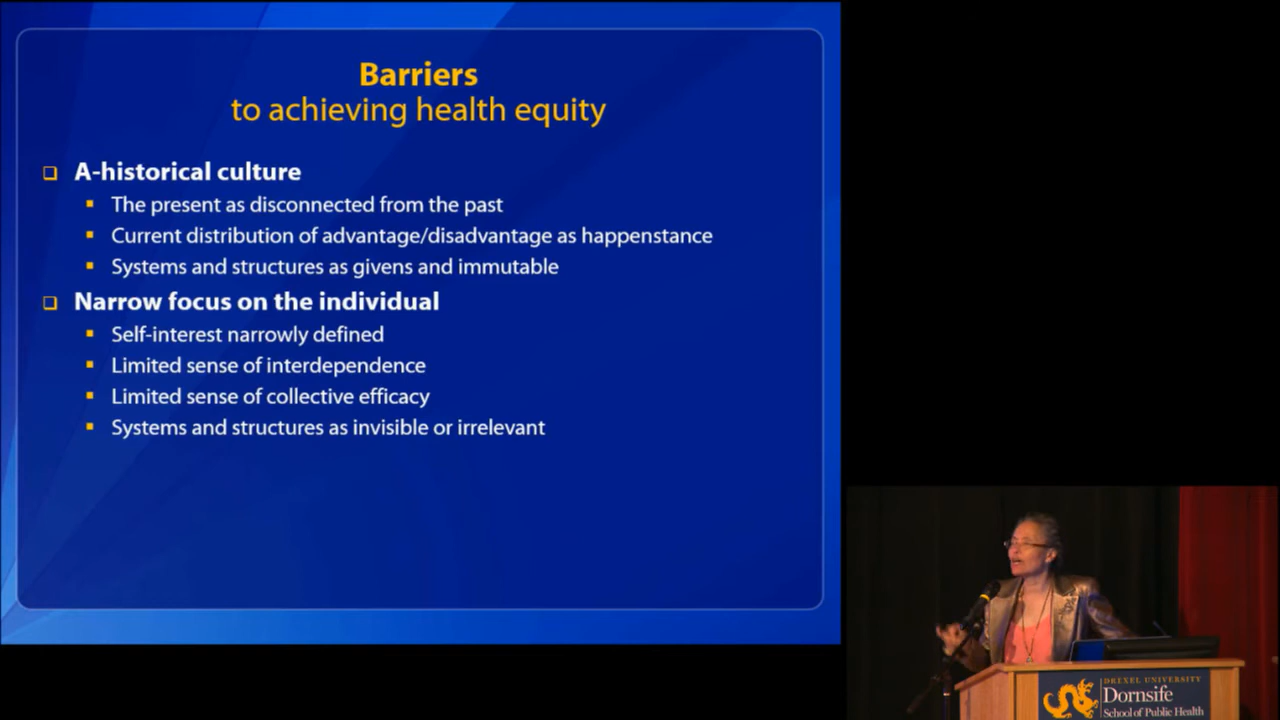 Barriers
to achieving health equity
A-historical culture
The present as disconnected from the past
Current distribution of advantage/disadvantage as happenstance
Systems and structures as givens and immutable
Narrow focus on the individual
Self-interest narrowly defined
Limited sense of interdependence
Limited sense of collective efficacy
Systems and structures as invisible or irrelevant
DREXEL UNIVERSITY
Dornsife
School of Public Health